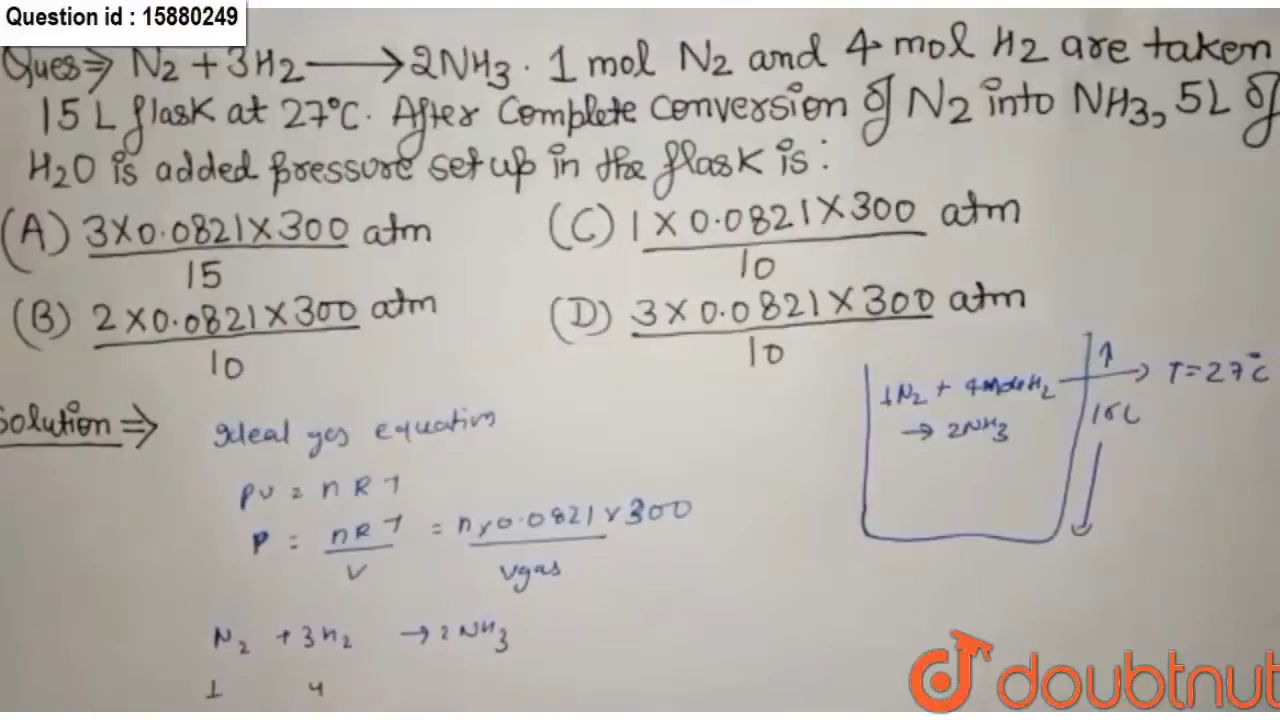 Question id : 15880249
Ques⇒ N2 + 3H2 ⟶ 2NH3. 1 mol N2 and 4 mol H2 are taken
15 L flask at 27°C. After complete conversion of N2 into NH3, 5L of
H2O is added pressure set up in the flask is:
(A) 3×0.0821×300 atm (C) 1×0.0821×300 atm
15 10
(B) 2×0.0821×300 atm (D) 3×0.0821×300 atm
10 10
Solution ⇒
Ideal gas equation
PV = nRT
P = nRT = n×0.0821×300
V Vgas
N2 + 3H2 → 2NH3
1 4
1N2 + 4 mole H2 T=27°C
→ 2NH3 15L
doubtnut